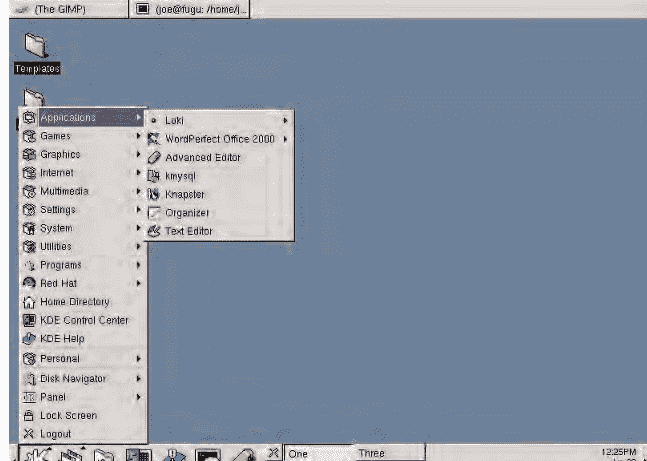 (The GIMP)
(joe@fugu: /home/j...
Templates
Applications
Games
Graphics
Internet
Multimedia
Settings
System
Utilities
Programs
Red Hat
Home Directory
KDE Control Center
KDE Help
Personal
Disk Navigator
Panel
Lock Screen
Logout
Loki
WordPerfect Office 2000
Advanced Editor
kmysql
Knapster
Organizer
Text Editor
One
Three
12:25PM